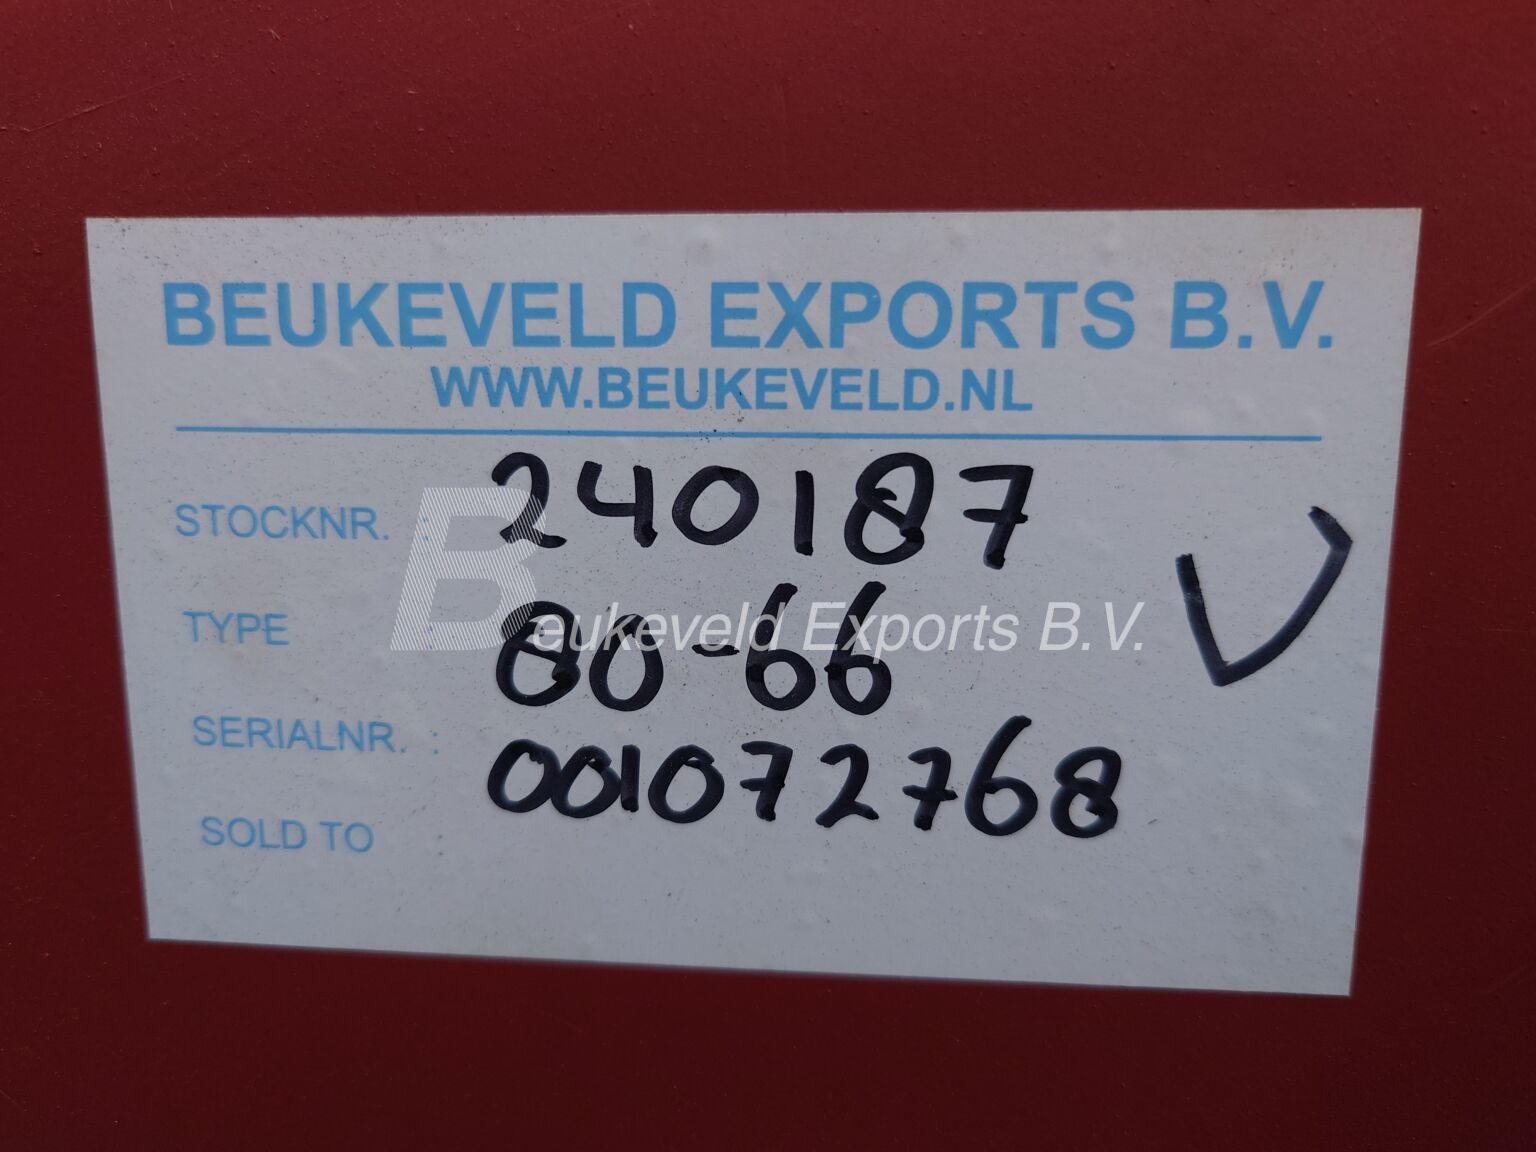 BEUKEVELD EXPORTS B.V.
WWW.BEUKEVELD.NL
STOCKNR. : 240187
TYPE : 80-66
Beukeveld Exports B.V.
SERIALNR. : 001072768
SOLD TO
V